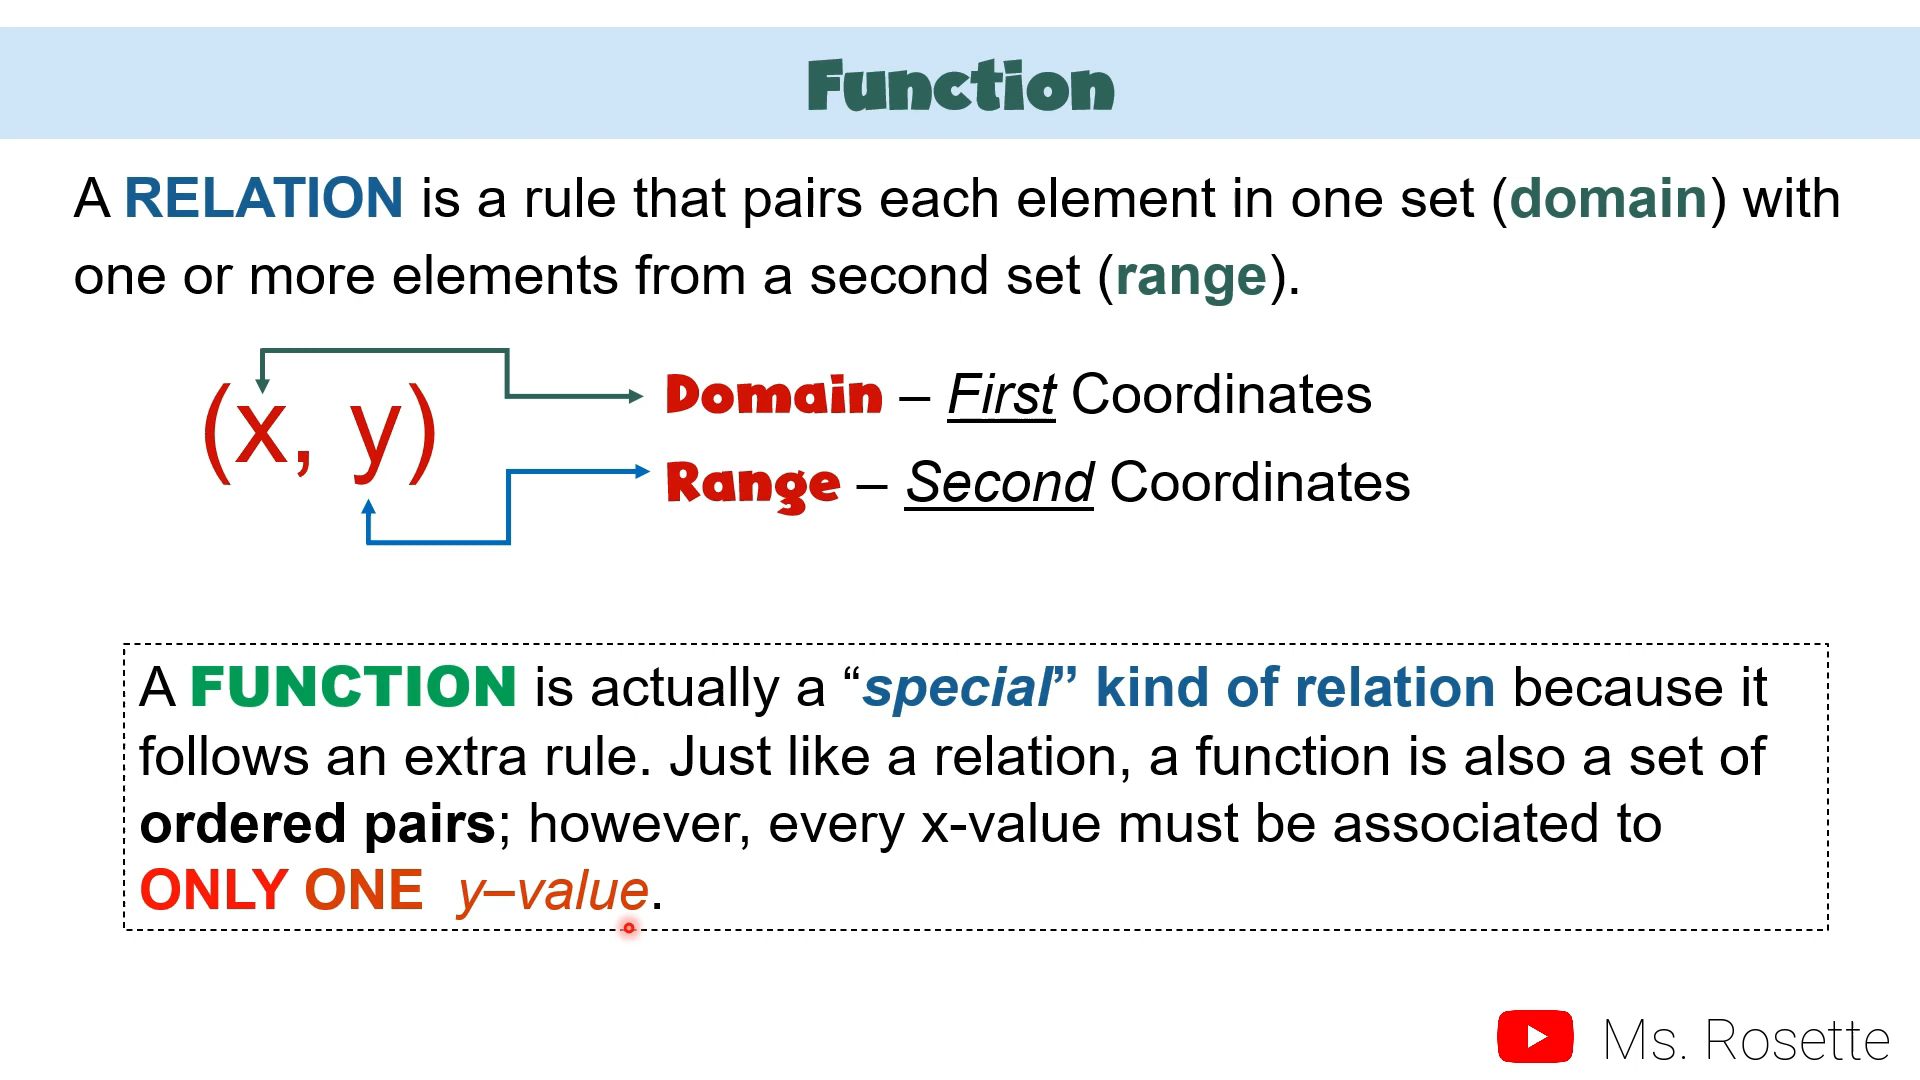 Function
A RELATION is a rule that pairs each element in one set (domain) with
one or more elements from a second set (range).
(x, y)
Domain – First Coordinates
Range – Second Coordinates
A FUNCTION is actually a “special” kind of relation because it
follows an extra rule. Just like a relation, a function is also a set of
ordered pairs; however, every x-value must be associated to
ONLY ONE y–value.
Ms. Rosette